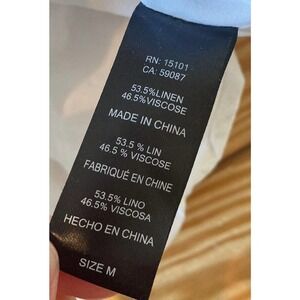 RN: 15101
CA: 59087
53.5%LINEN
46.5%VISCOSE
MADE IN CHINA
53.5 % LIN
46.5 % VISCOSE
FABRIQUÉ EN CHINE
53.5% LINO
46.5% VISCOSA
HECHO EN CHINA
SIZE M